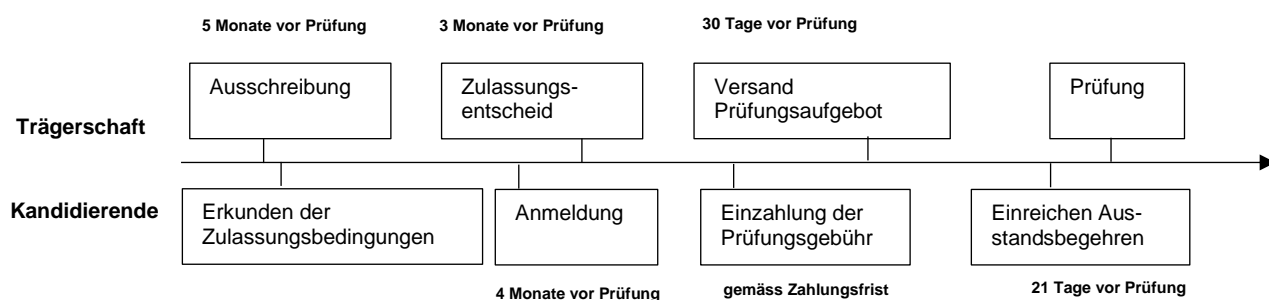 5 Monate vor Prüfung
3 Monate vor Prüfung
30 Tage vor Prüfung
Ausschreibung
Zulassungs-
entscheid
Versand
Prüfungsaufgebot
Prüfung
Trägerschaft
Kandidierende
Erkunden der
Zulassungsbedingungen
Anmeldung
Einzahlung der
Prüfungsgebühr
Einreichen Aus-
standsbegehren
4 Monate vor Prüfung
gemäss Zahlungsfrist
21 Tage vor Prüfung